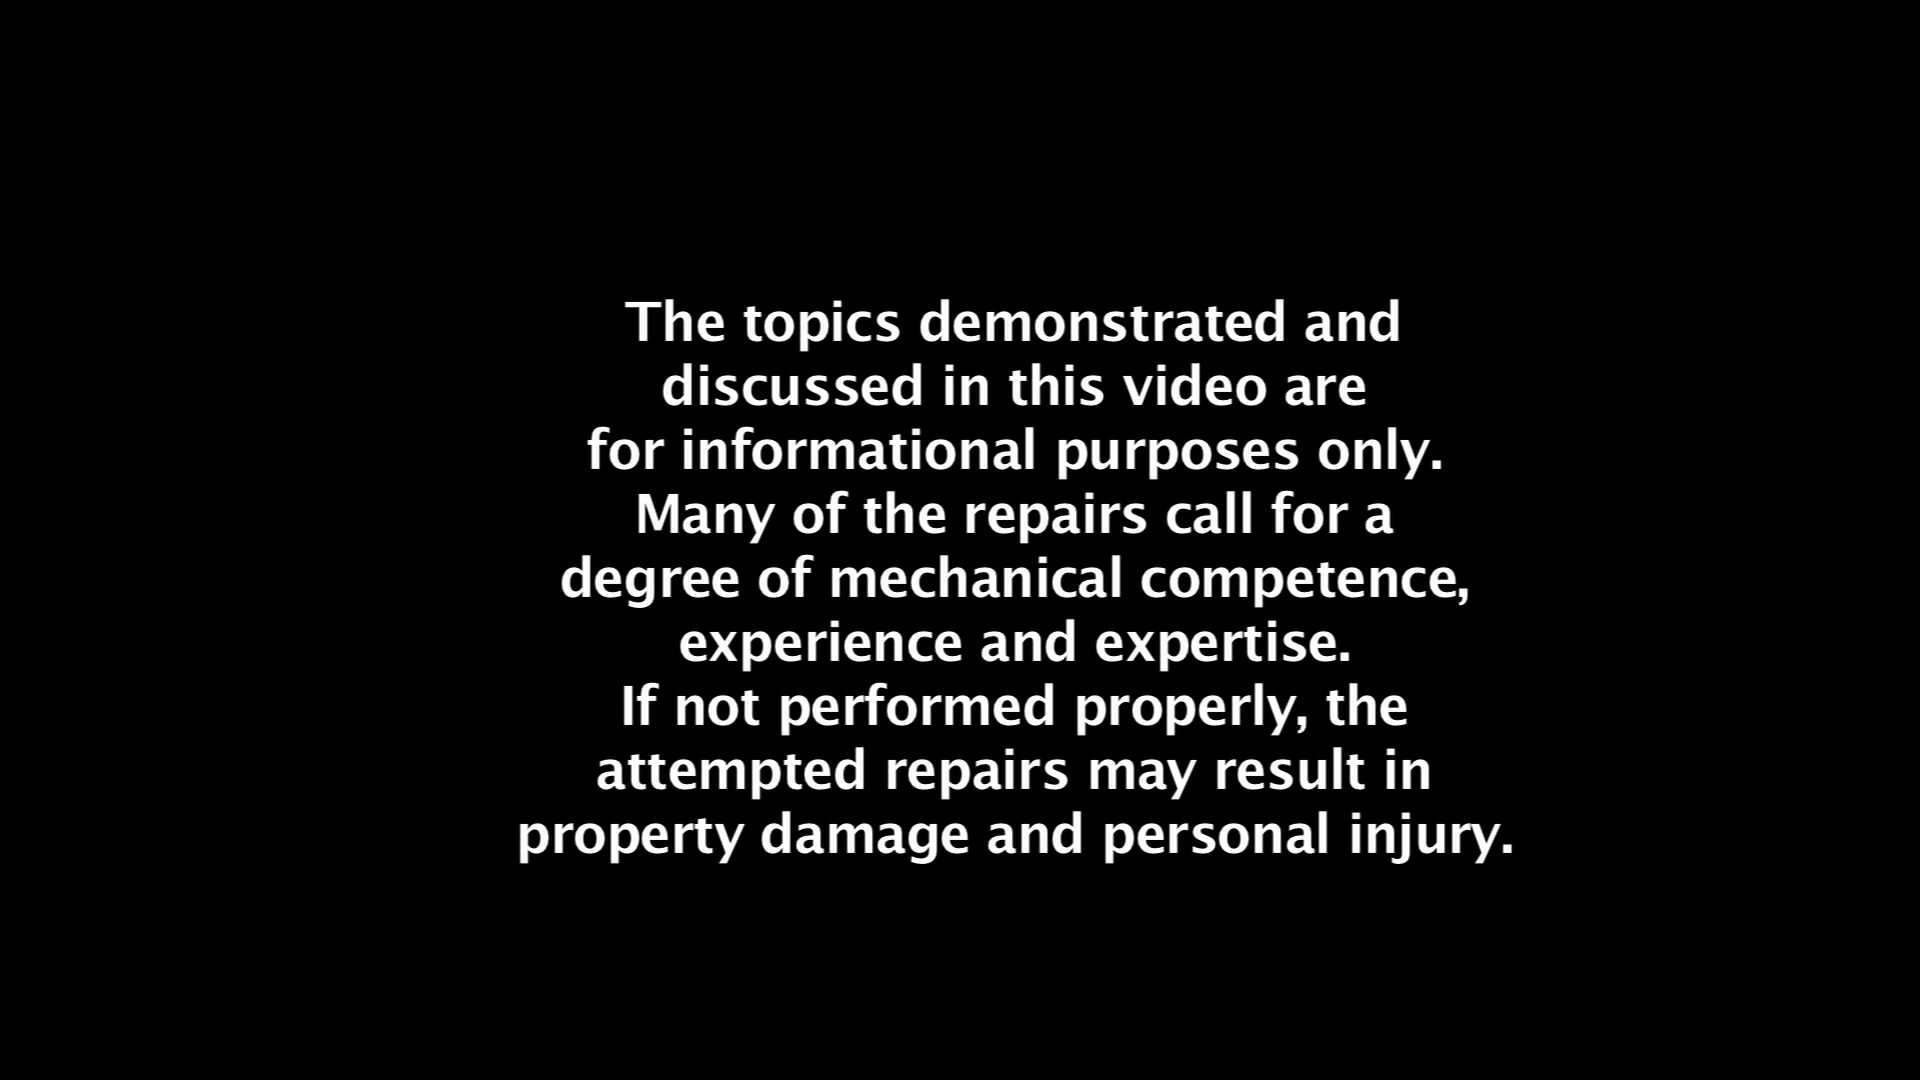 The topics demonstrated and
discussed in this video are
for informational purposes only.
Many of the repairs call for a
degree of mechanical competence,
experience and expertise.
If not performed properly, the
attempted repairs may result in
property damage and personal injury.